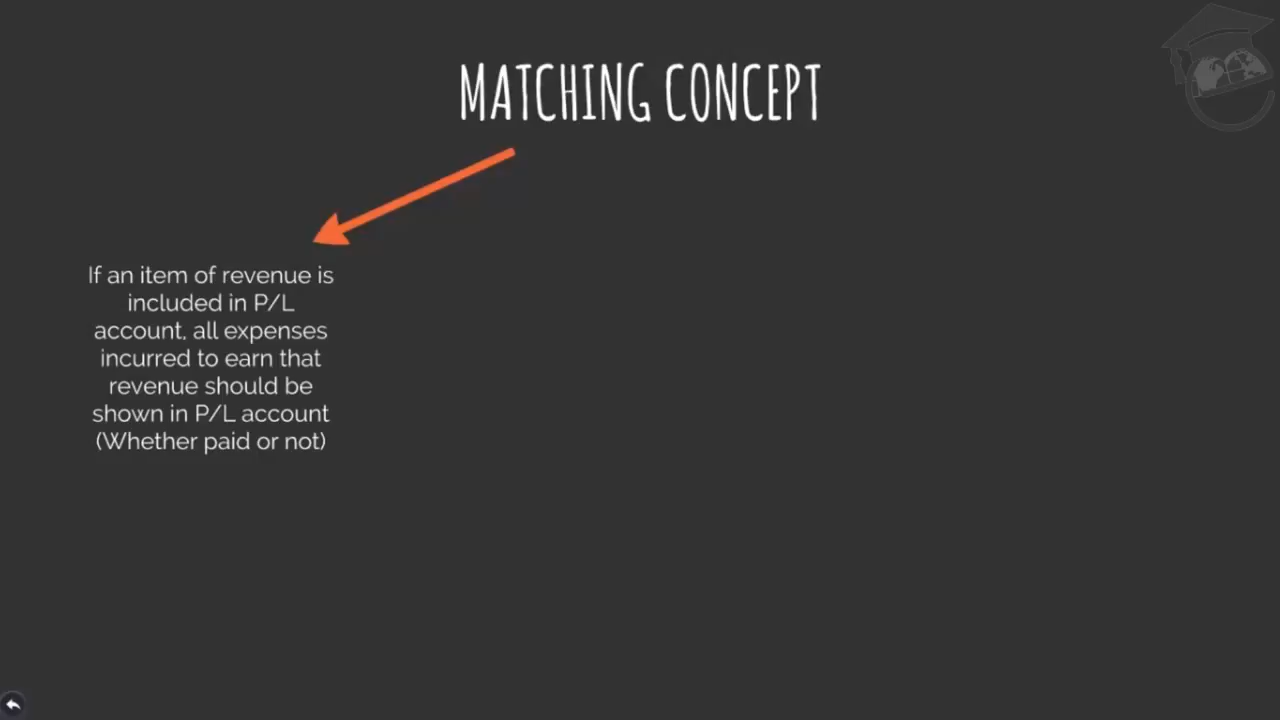 MATCHING CONCEPT
If an item of revenue is
included in P/L
account, all expenses
incurred to earn that
revenue should be
shown in P/L account
(Whether paid or not)